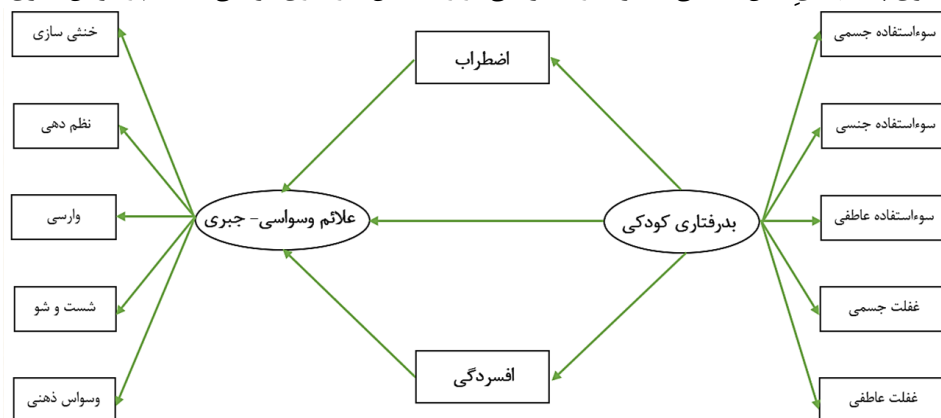 سوءاستفاده جسمی
سوءاستفاده جنسی
سوءاستفاده عاطفی
غفلت جسمی
غفلت عاطفی
بدرفتاری کودکی
اضطراب
افسردگی
علائم وسواسی- جبری
خنثی سازی
نظم دهی
وارسی
شست و شو
وسواس ذهنی